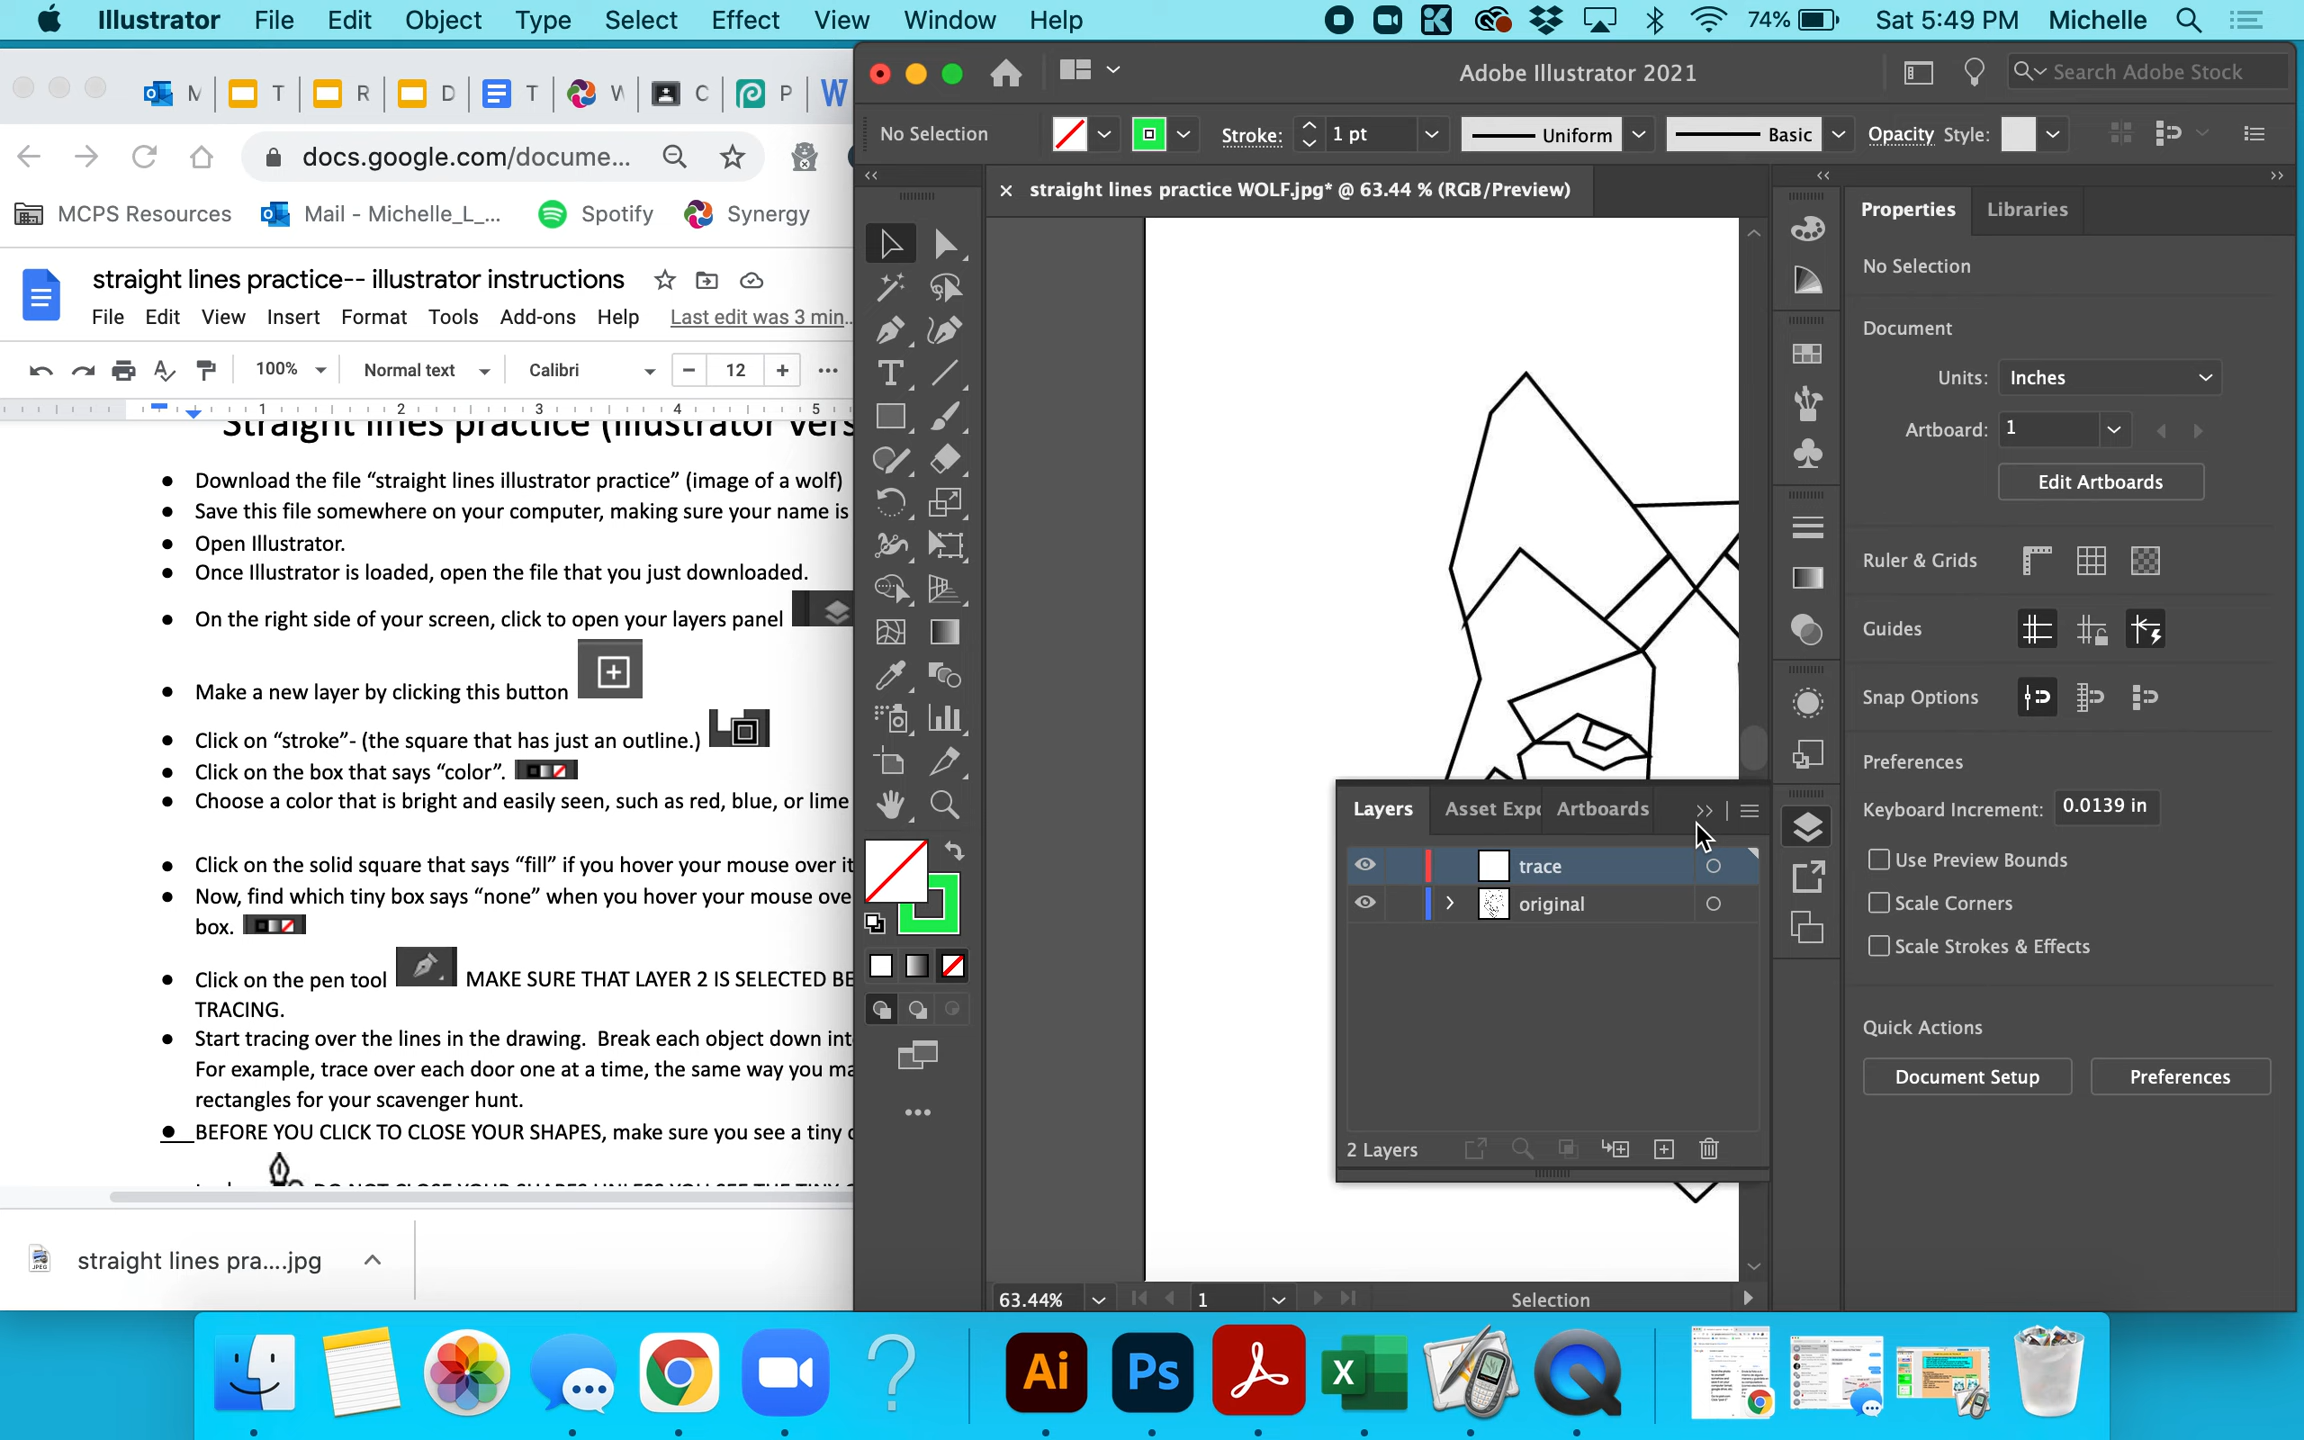 Illustrator File Edit Object Type Select Effect View Window Help 74% Sat 5:49 PM Michelle
M T R D T W C P W
docs.google.com/docume...
MCPS Resources Mail - Michelle_L_... Spotify Synergy
straight lines practice-- illustrator instructions
File Edit View Insert Format Tools Add-ons Help Last edit was 3 min...
100% Normal text Calibri 12
1 2 3 4 5
Straight lines practice (illustrator vers
Download the file “straight lines illustrator practice” (image of a wolf)
Save this file somewhere on your computer, making sure your name is
Open Illustrator.
Once Illustrator is loaded, open the file that you just downloaded.
On the right side of your screen, click to open your layers panel
Make a new layer by clicking this button
Click on “stroke”- (the square that has just an outline.)
Click on the box that says “color”.
Choose a color that is bright and easily seen, such as red, blue, or lime
Click on the solid square that says “fill” if you hover your mouse over it
Now, find which tiny box says “none” when you hover your mouse ove
box.
Click on the pen tool MAKE SURE THAT LAYER 2 IS SELECTED BE
TRACING.
Start tracing over the lines in the drawing. Break each object down int
For example, trace over each door one at a time, the same way you ma
rectangles for your scavenger hunt.
BEFORE YOU CLICK TO CLOSE YOUR SHAPES, make sure you see a tiny
straight lines pra....jpg
Adobe Illustrator 2021
Search Adobe Stock
No Selection Stroke: 1 pt Uniform Basic Opacity Style:
straight lines practice WOLF.jpg* @ 63.44 % (RGB/Preview)
Layers Asset Expo Artboards
trace
original
2 Layers
63.44% 1 Selection
Properties Libraries
No Selection
Document
Units: Inches
Artboard: 1
Edit Artboards
Ruler & Grids
Guides
Snap Options
Preferences
Keyboard Increment: 0.0139 in
Use Preview Bounds
Scale Corners
Scale Strokes & Effects
Quick Actions
Document Setup Preferences
Ai Ps X